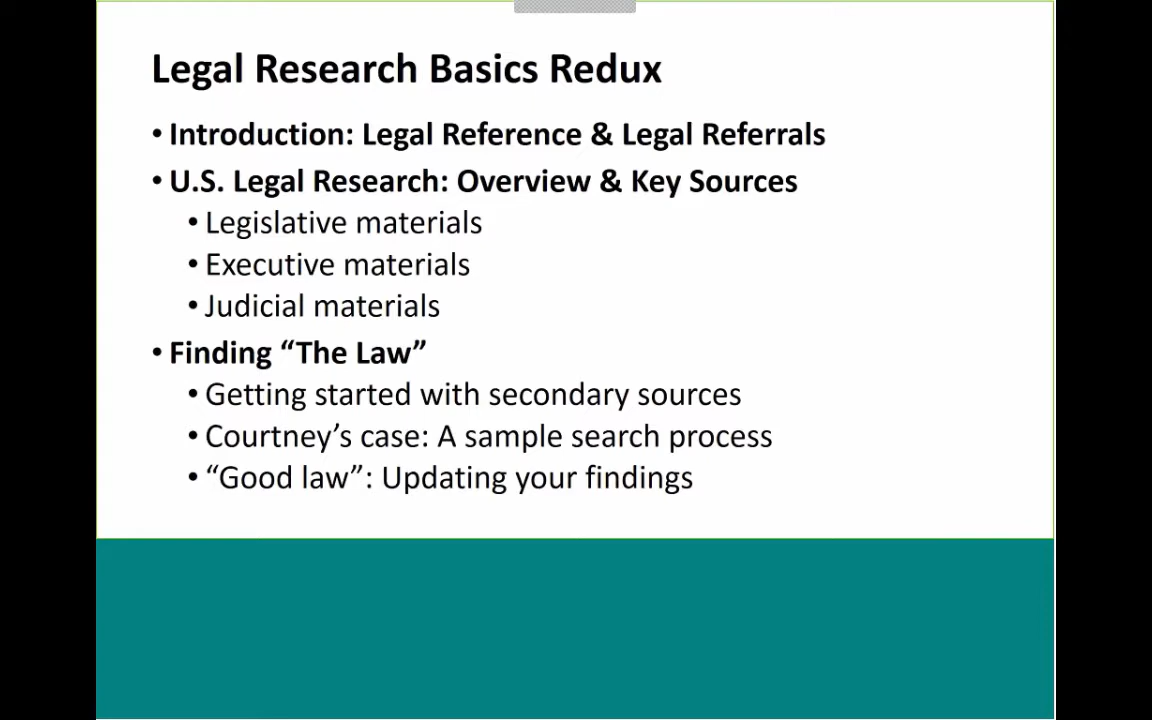 Legal Research Basics Redux
• Introduction: Legal Reference & Legal Referrals
• U.S. Legal Research: Overview & Key Sources
• Legislative materials
• Executive materials
• Judicial materials
• Finding “The Law”
• Getting started with secondary sources
• Courtney’s case: A sample search process
• “Good law”: Updating your findings